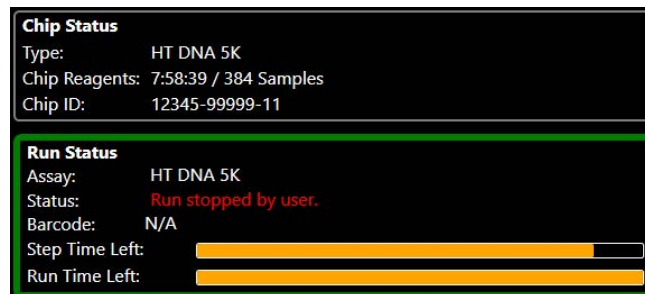 Chip Status
Type: HT DNA 5K
Chip Reagents: 7:58:39 / 384 Samples
Chip ID: 12345-99999-11
Run Status
Assay: HT DNA 5K
Status: Run stopped by user.
Barcode: N/A
Step Time Left:
Run Time Left: